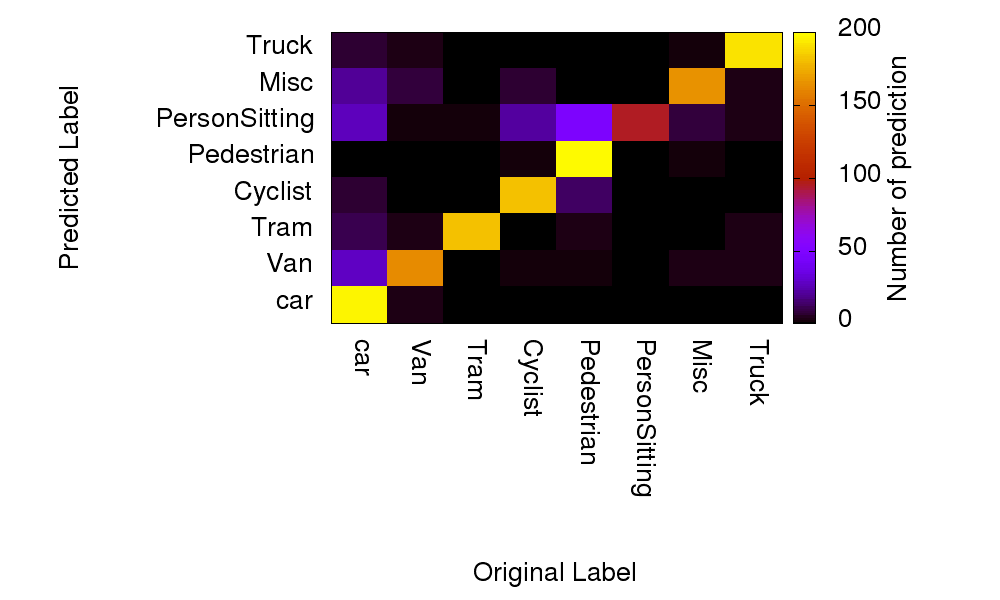 Predicted Label
Truck
Misc
PersonSitting
Pedestrian
Cyclist
Tram
Van
car
car
Van
Tram
Cyclist
Pedestrian
PersonSitting
Misc
Truck
Original Label
200
150
100
50
0
Number of prediction